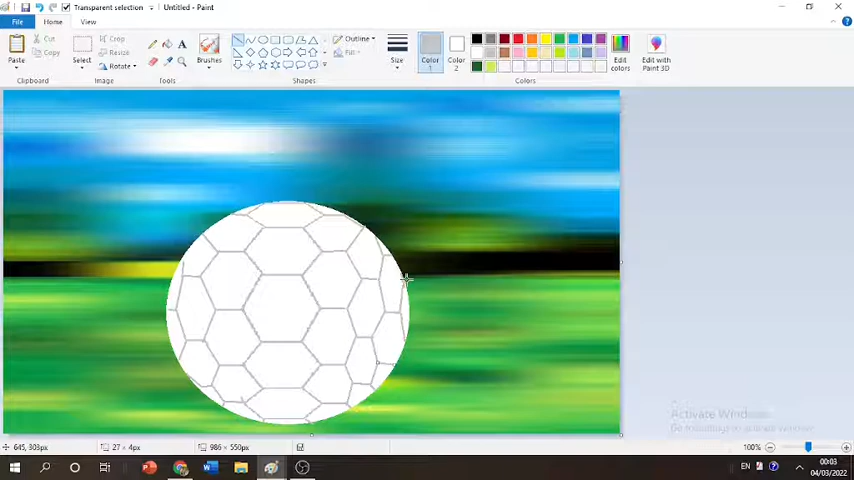 Transparent selection
Untitled - Paint
File
Home
View
Paste
Cut
Copy
Clipboard
Select
Crop
Resize
Rotate
Image
Tools
Brushes
Outline
Fill
Shapes
Size
Color
1
Color
2
Edit
colors
Edit with
Paint 3D
Colors
Activate Windows
645, 303px
27 × 4px
986 × 550px
100%
EN
00:03
04/03/2022